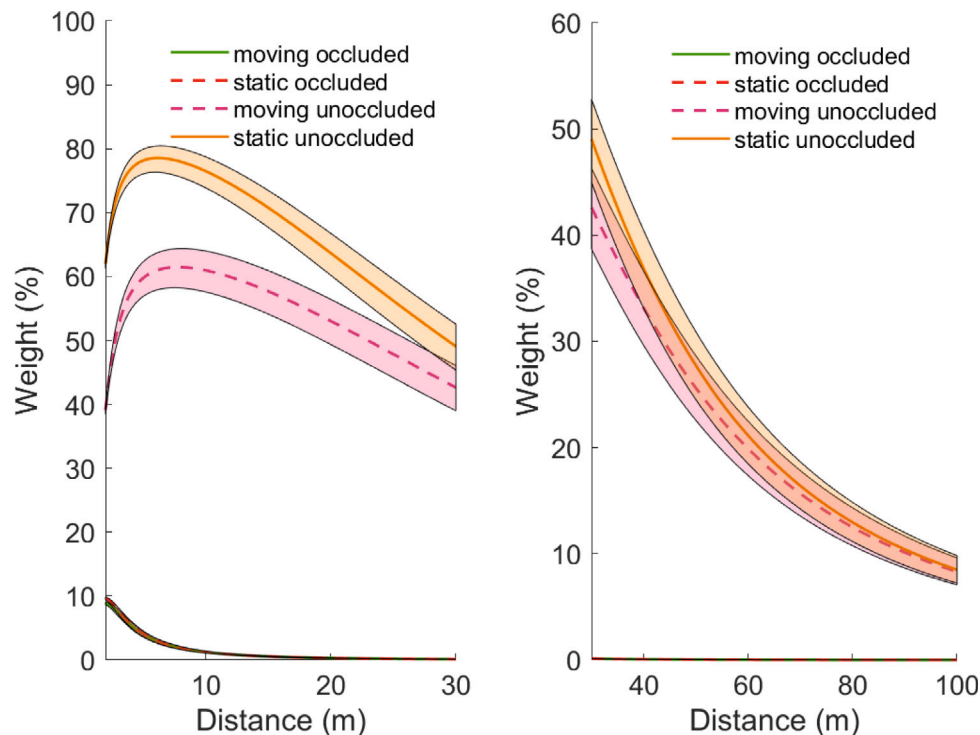 100
90
80
70
60
50
40
30
20
10
0
Weight (%)
moving occluded
static occluded
moving unoccluded
static unoccluded
10
20
30
Distance (m)
60
50
40
30
20
10
0
Weight (%)
moving occluded
static occluded
moving unoccluded
static unoccluded
40
60
80
100
Distance (m)